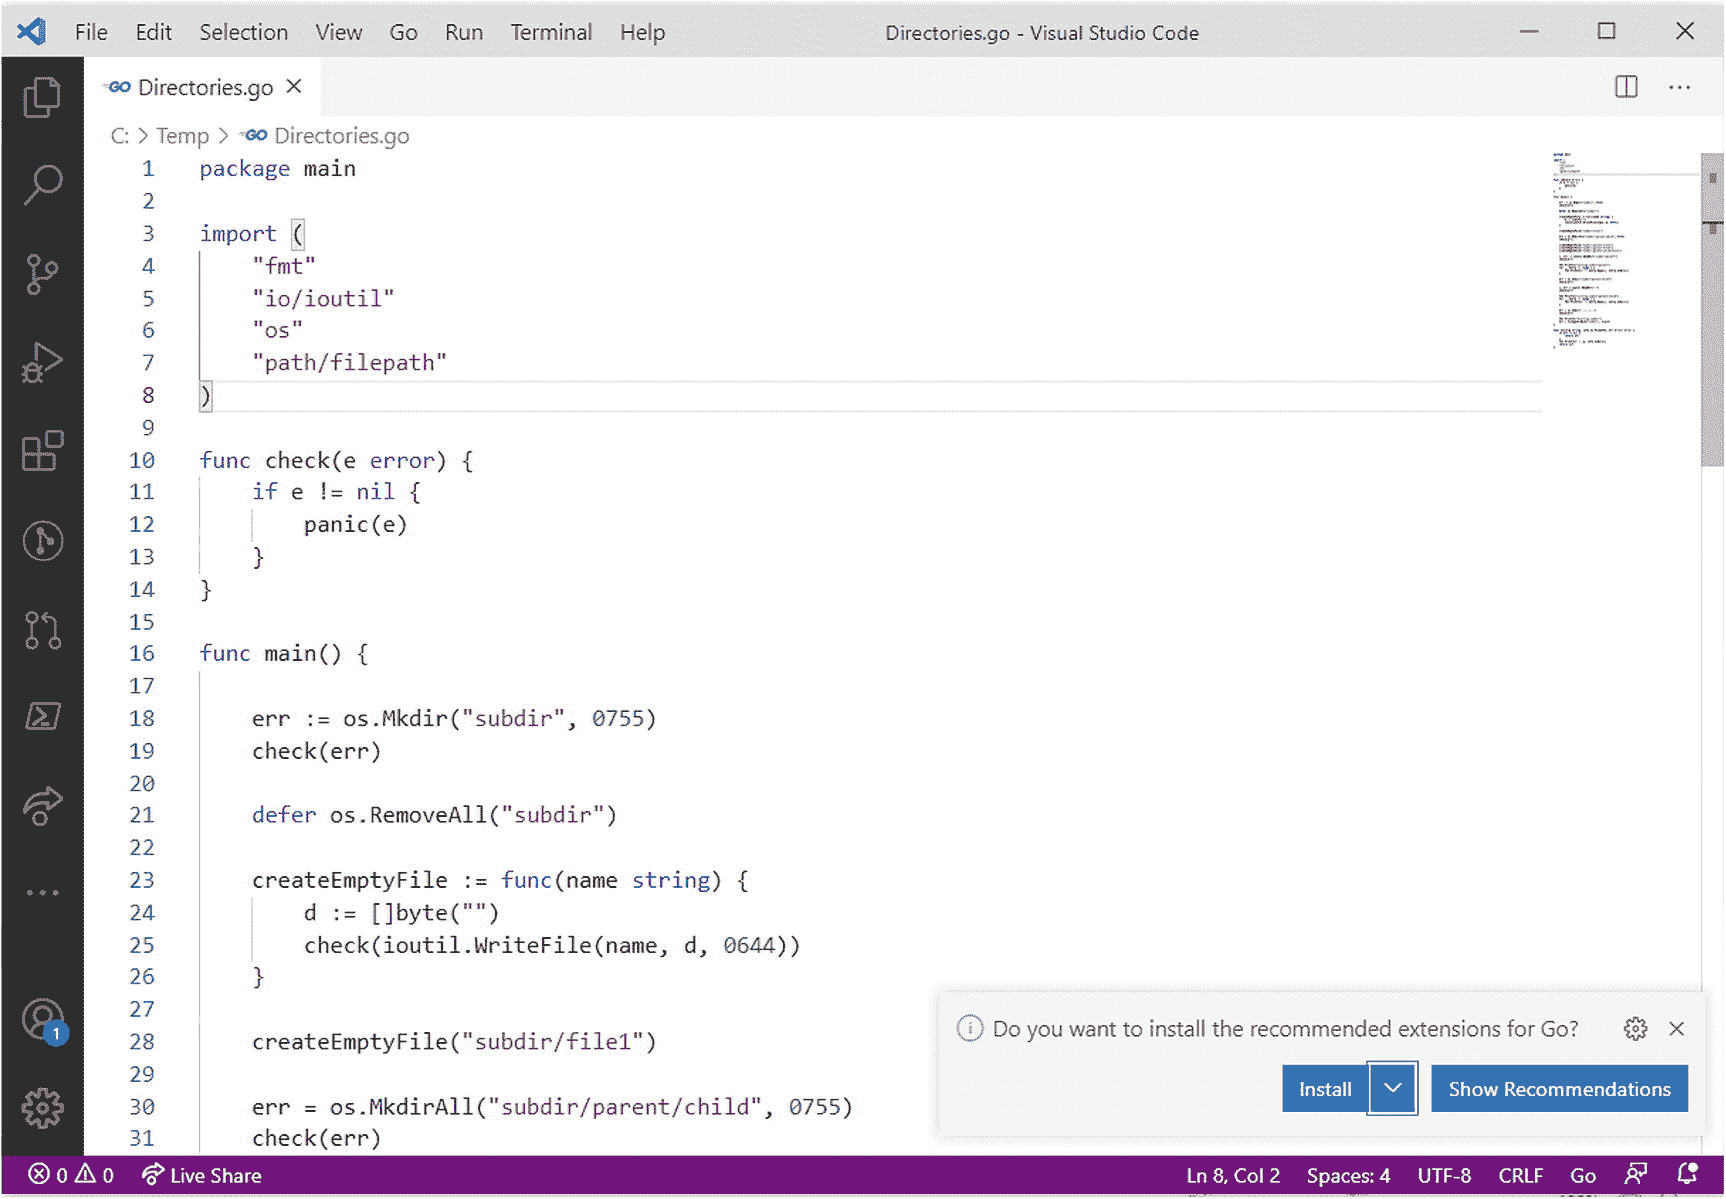 File Edit Selection View Go Run Terminal Help Directories.go - Visual Studio Code
GO Directories.go
C: > Temp > GO Directories.go
1 package main
2
3 import (
4 "fmt"
5 "io/ioutil"
6 "os"
7 "path/filepath"
8 )
9
10 func check(e error) {
11 if e != nil {
12 panic(e)
13 }
14 }
15
16 func main() {
17
18 err := os.Mkdir("subdir", 0755)
19 check(err)
20
21 defer os.RemoveAll("subdir")
22
23 createEmptyFile := func(name string) {
24 d := []byte("")
25 check(ioutil.WriteFile(name, d, 0644))
26 }
27
28 createEmptyFile("subdir/file1")
29
30 err = os.MkdirAll("subdir/parent/child", 0755)
31 check(err)
Do you want to install the recommended extensions for Go?
Install Show Recommendations
1
0 0 Live Share Ln 8, Col 2 Spaces: 4 UTF-8 CRLF Go